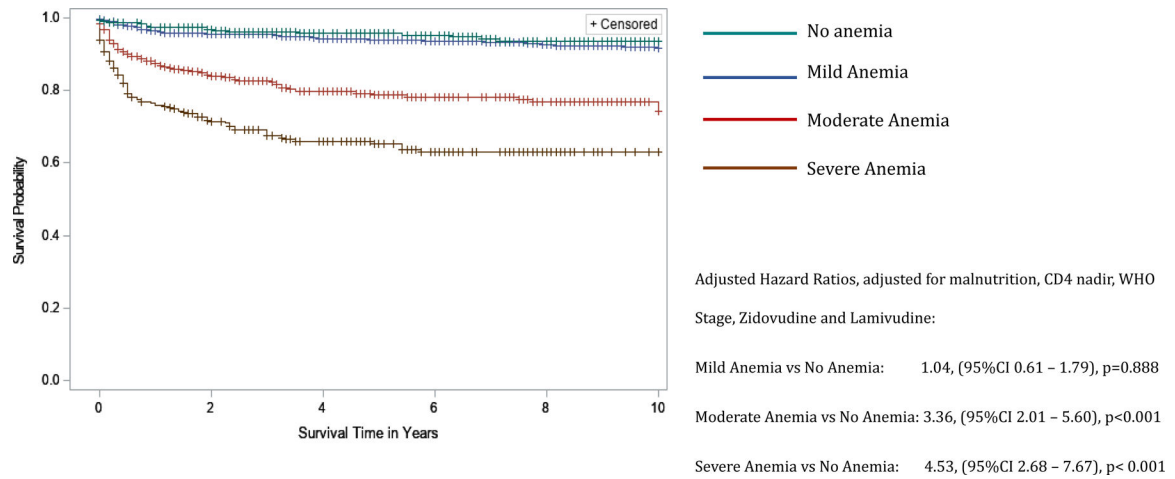 1.0
0.8
0.6
0.4
0.2
0.0
Survival Probability
+ Censored
0 2 4 6 8 10
Survival Time in Years
No anemia
Mild Anemia
Moderate Anemia
Severe Anemia
Adjusted Hazard Ratios, adjusted for malnutrition, CD4 nadir, WHO
Stage, Zidovudine and Lamivudine:
Mild Anemia vs No Anemia: 1.04, (95%CI 0.61 – 1.79), p=0.888
Moderate Anemia vs No Anemia: 3.36, (95%CI 2.01 – 5.60), p<0.001
Severe Anemia vs No Anemia: 4.53, (95%CI 2.68 – 7.67), p< 0.001